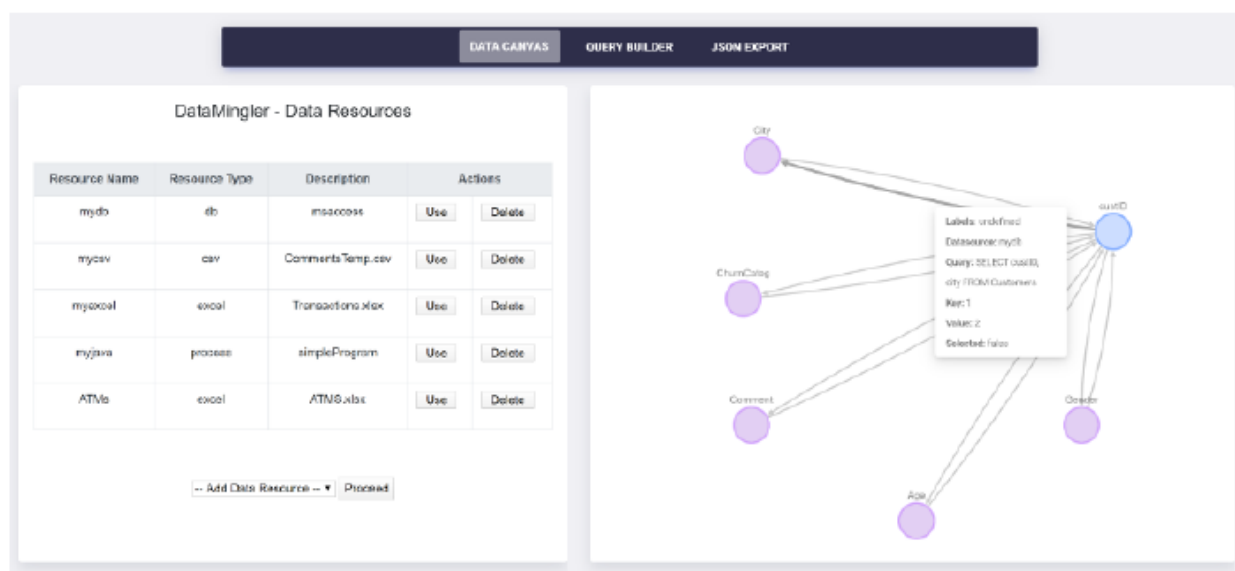 DATA CANVAS QUERY BUILDER JSON EXPORT
DataMingler - Data Resources
Resource Name Resource Type Description Actions
mydb db msaccess Use Delete
mycsv csv CommentsTemp.csv Use Delete
myexcel excel Transactions.xlsx Use Delete
myjava process simpleProgram Use Delete
ATMs excel ATMS.xlsx Use Delete
-- Add Data Resource -- Proceed
City
custID
Labels: undefined
Datasource: mydb
Query: SELECT custID,
city FROM Customers
Key: 1
Value: 2
Selected: false
ChurnCateg
Comment
Gender
Age